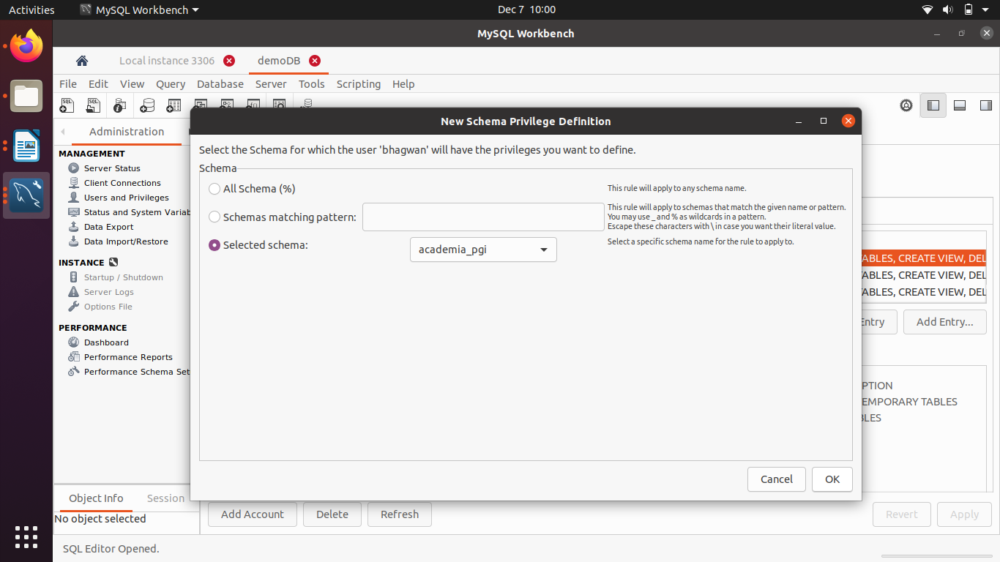 Activities MySQL Workbench Dec 7 10:00
MySQL Workbench
Local instance 3306 demoDB
File Edit View Query Database Server Tools Scripting Help
Administration
MANAGEMENT
Server Status
Client Connections
Users and Privileges
Status and System Variab
Data Export
Data Import/Restore
INSTANCE
Startup / Shutdown
Server Logs
Options File
PERFORMANCE
Dashboard
Performance Reports
Performance Schema Set
Object Info Session
No object selected
New Schema Privilege Definition
Select the Schema for which the user 'bhagwan' will have the privileges you want to define.
Schema
All Schema (%) This rule will apply to any schema name.
Schemas matching pattern:
This rule will apply to schemas that match the given name or pattern.
You may use _ and % as wildcards in a pattern.
Escape these characters with \ in case you want their literal value.
Selected schema: academia_pgi Select a specific schema name for the rule to apply to.
Cancel OK
TABLES, CREATE VIEW, DEL
TABLES, CREATE VIEW, DEL
TABLES, CREATE VIEW, DEL
Entry Add Entry...
PTION
EMPORARY TABLES
BLES
Add Account Delete Refresh Revert Apply
SQL Editor Opened.